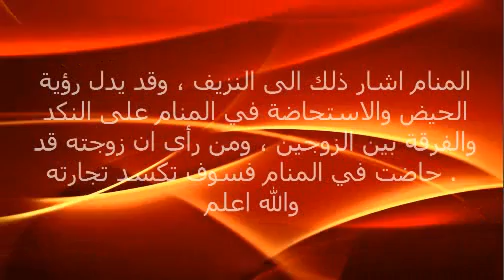 المنام اشار ذلك الى النزيف ، وقد يدل رؤية
الحيض والاستحاضة في المنام على النكد
والفرقة بين الزوجين ، ومن رأى ان زوجته قد
حاضت في المنام فسوف تكسد تجارته .
والله اعلم